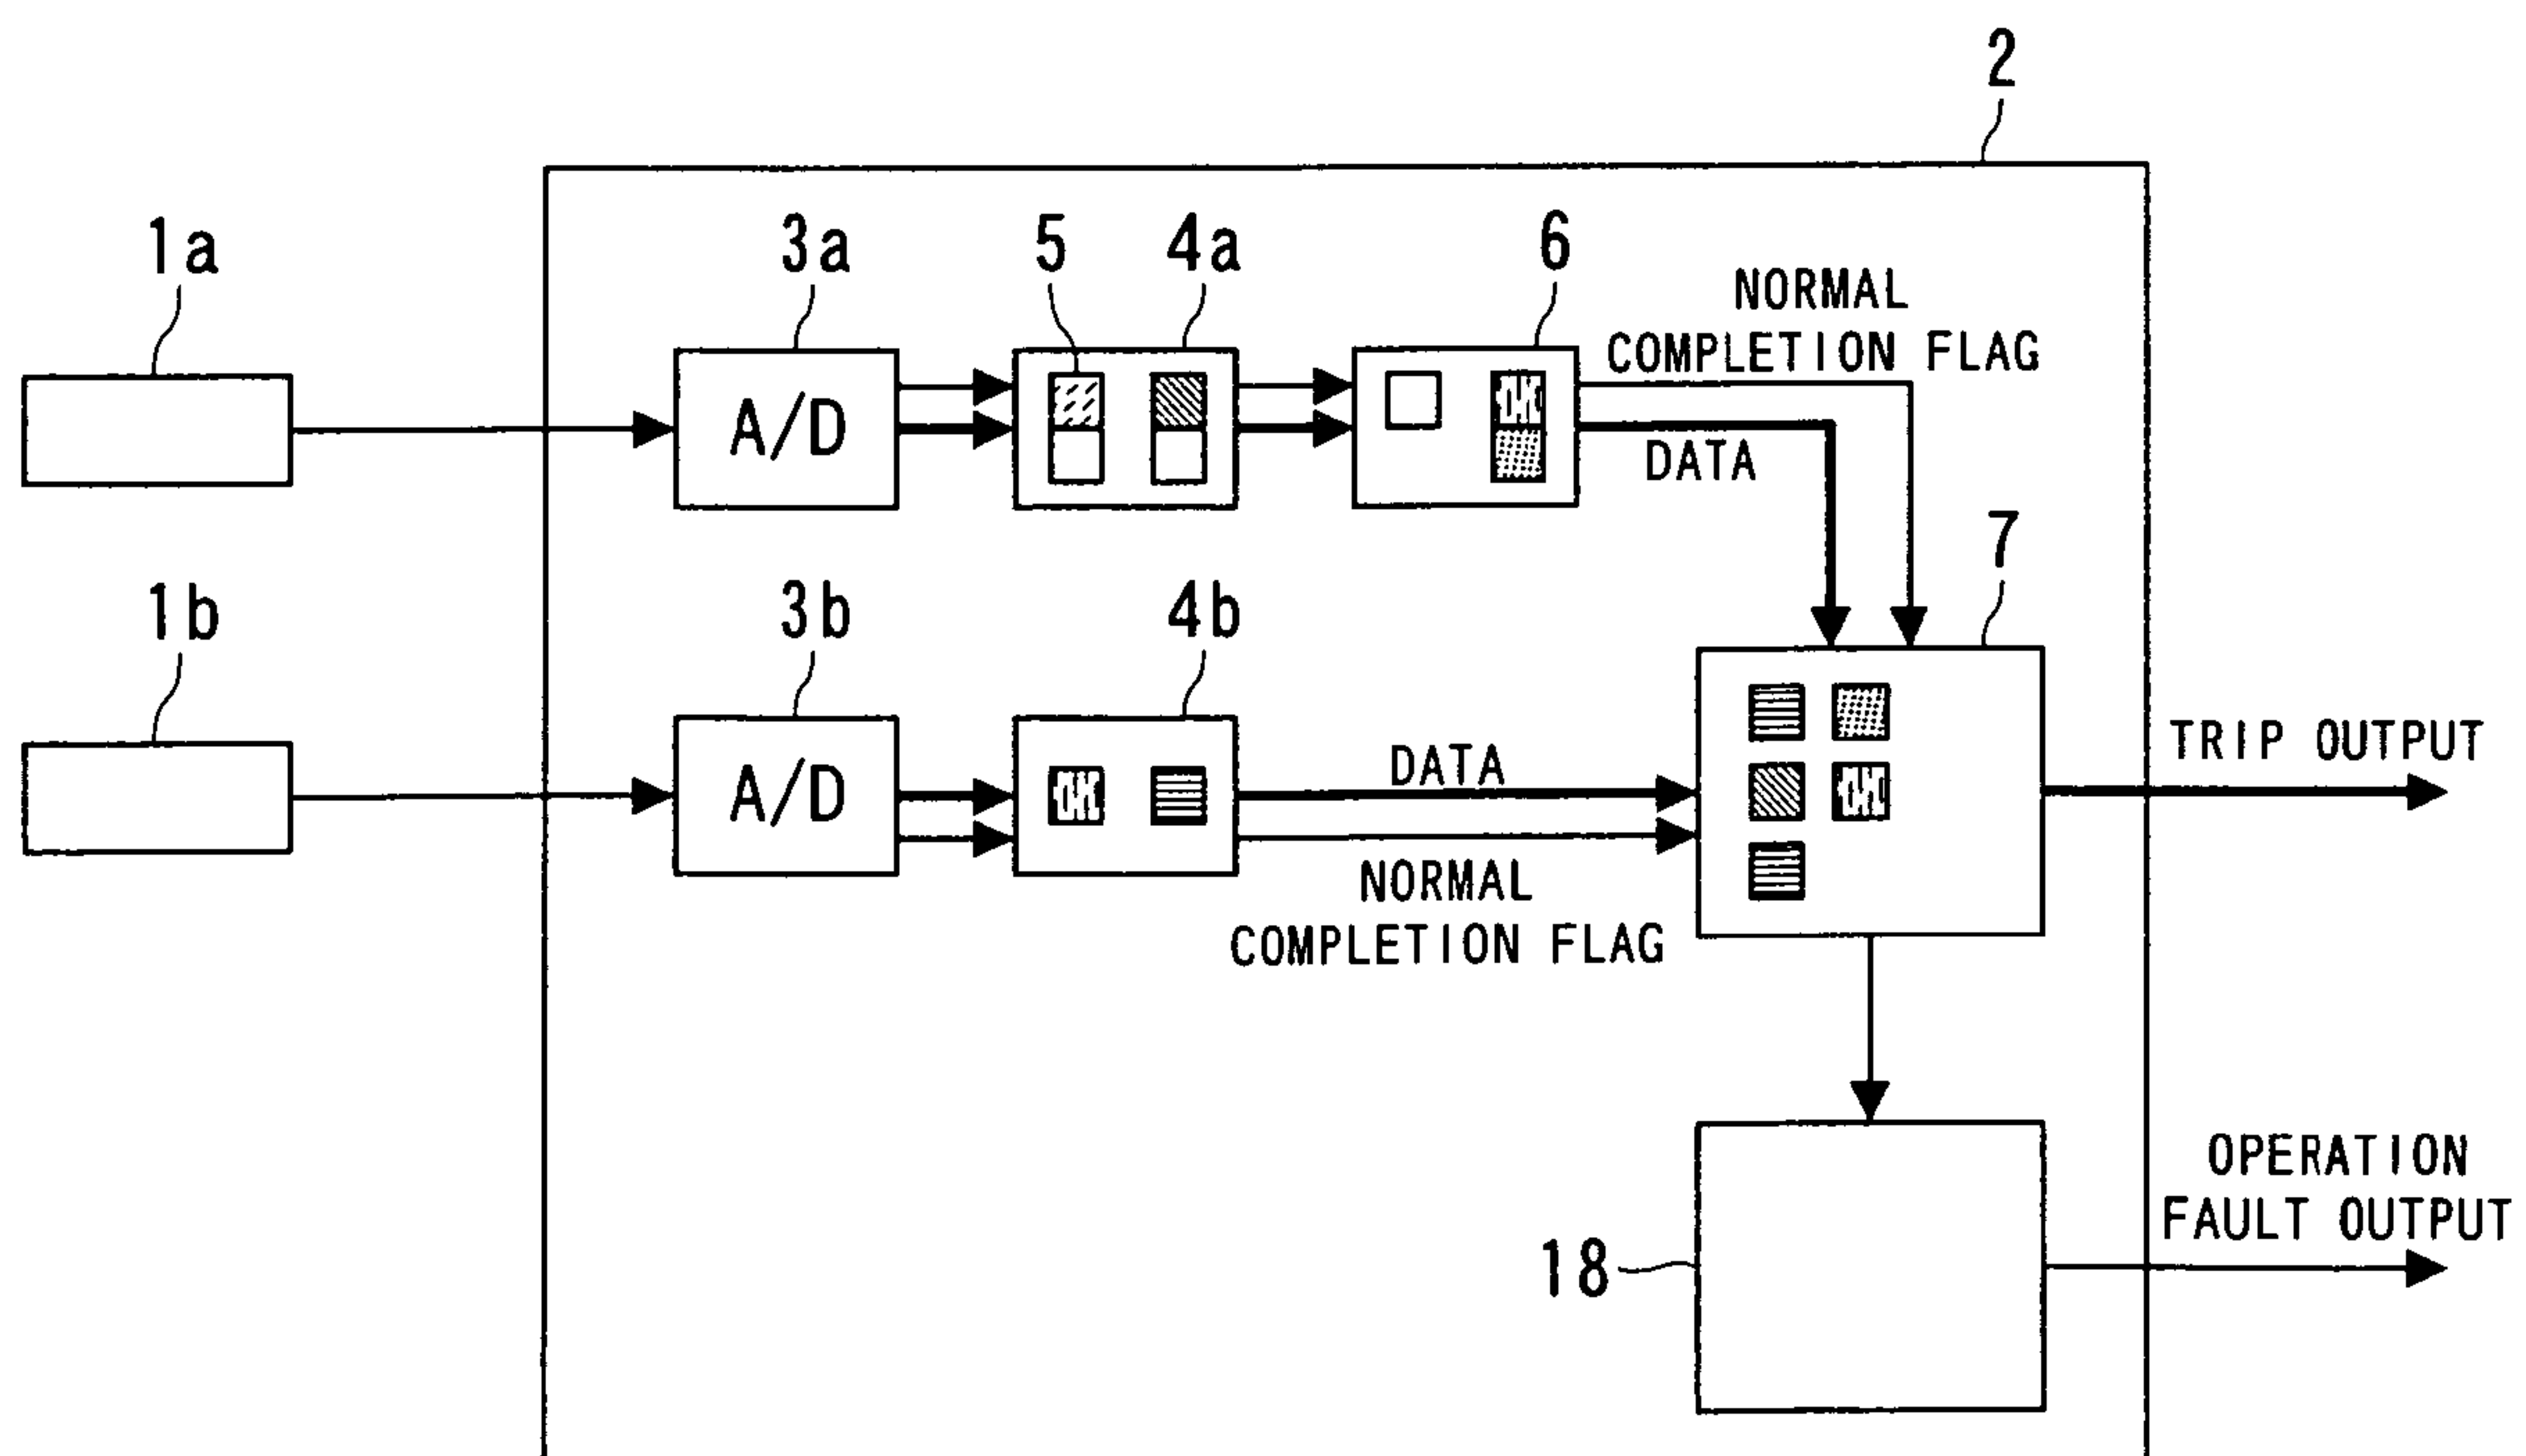 2
1a
3a
5
4a
6
NORMAL
COMPLETION FLAG
A/D
DATA
7
1b
3b
4b
A/D
DATA
NORMAL
COMPLETION FLAG
TRIP OUTPUT
18
OPERATION
FAULT OUTPUT